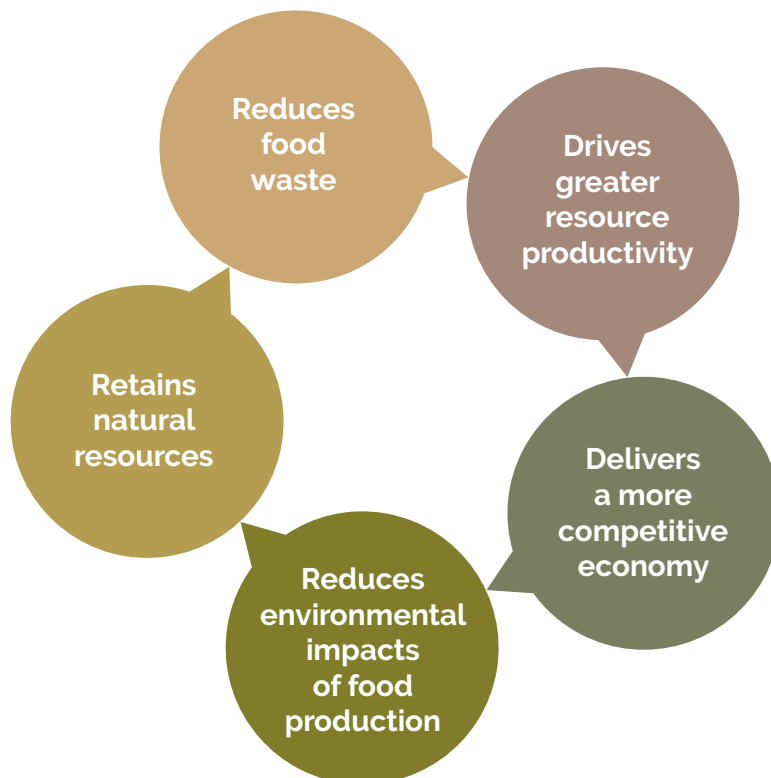 Reduces
food
waste
Drives
greater
resource
productivity
Delivers
a more
competitive
economy
Reduces
environmental
impacts
of food
production
Retains
natural
resources